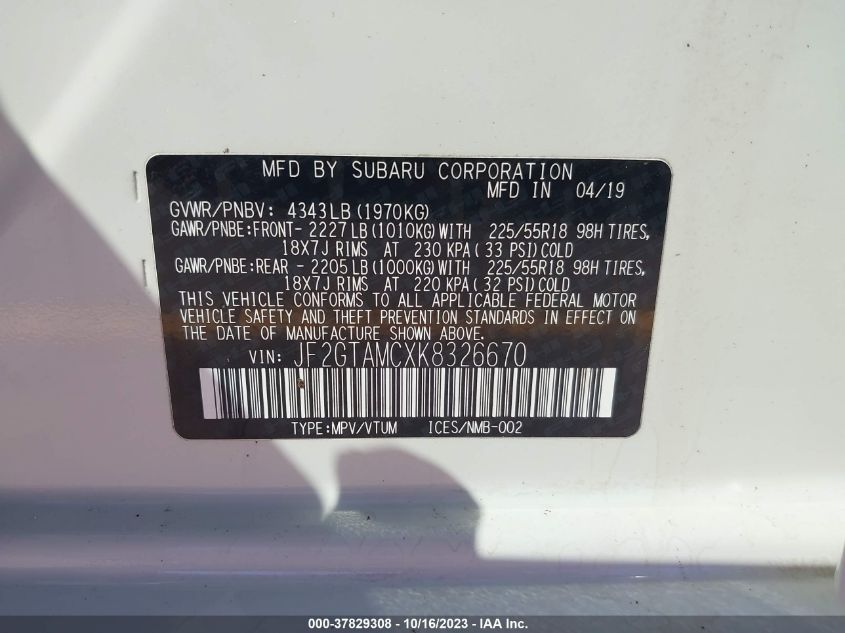 MFD BY SUBARU CORPORATION
MFD IN 04/19
GVWR/PNBV: 4343LB (1970KG)
GAWR/PNBE:FRONT- 2227 LB (1010KG) WITH 225/55R18 98H TIRES,
18X7J RIMS AT 230 KPA( 33 PSI) COLD
GAWR/PNBE:REAR - 2205 LB (1000KG) WITH 225/55R18 98H TIRES,
18X7J RIMS AT 220 KPA( 32 PSI) COLD
THIS VEHICLE CONFORMS TO ALL APPLICABLE FEDERAL MOTOR
VEHICLE SAFETY AND THEFT PREVENTION STANDARDS IN EFFECT ON
THE DATE OF MANUFACTURE SHOWN ABOVE.
VIN: JF2GTAMCXK8326670
TYPE:MPV/VTUM ICES/NMB-002
000-37829308 - 10/16/2023 - IAA Inc.